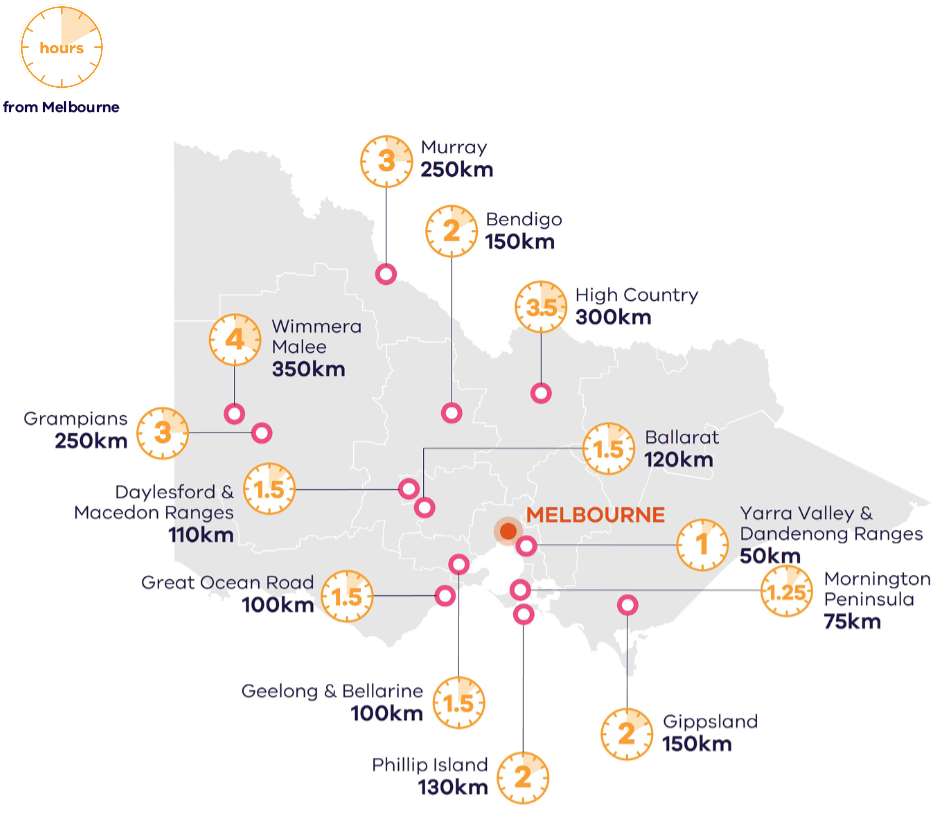 hours
from Melbourne
3
Murray
250km
2
Bendigo
150km
3.5
High Country
300km
4
Wimmera
Malee
350km
Grampians
250km
3
1.5
Ballarat
120km
Daylesford &
Macedon Ranges
110km
1.5
MELBOURNE
1
Yarra Valley &
Dandenong Ranges
50km
Great Ocean Road
100km
1.5
1.25
Mornington
Peninsula
75km
Geelong & Bellarine
100km
1.5
2
Gippsland
150km
Phillip Island
130km
2